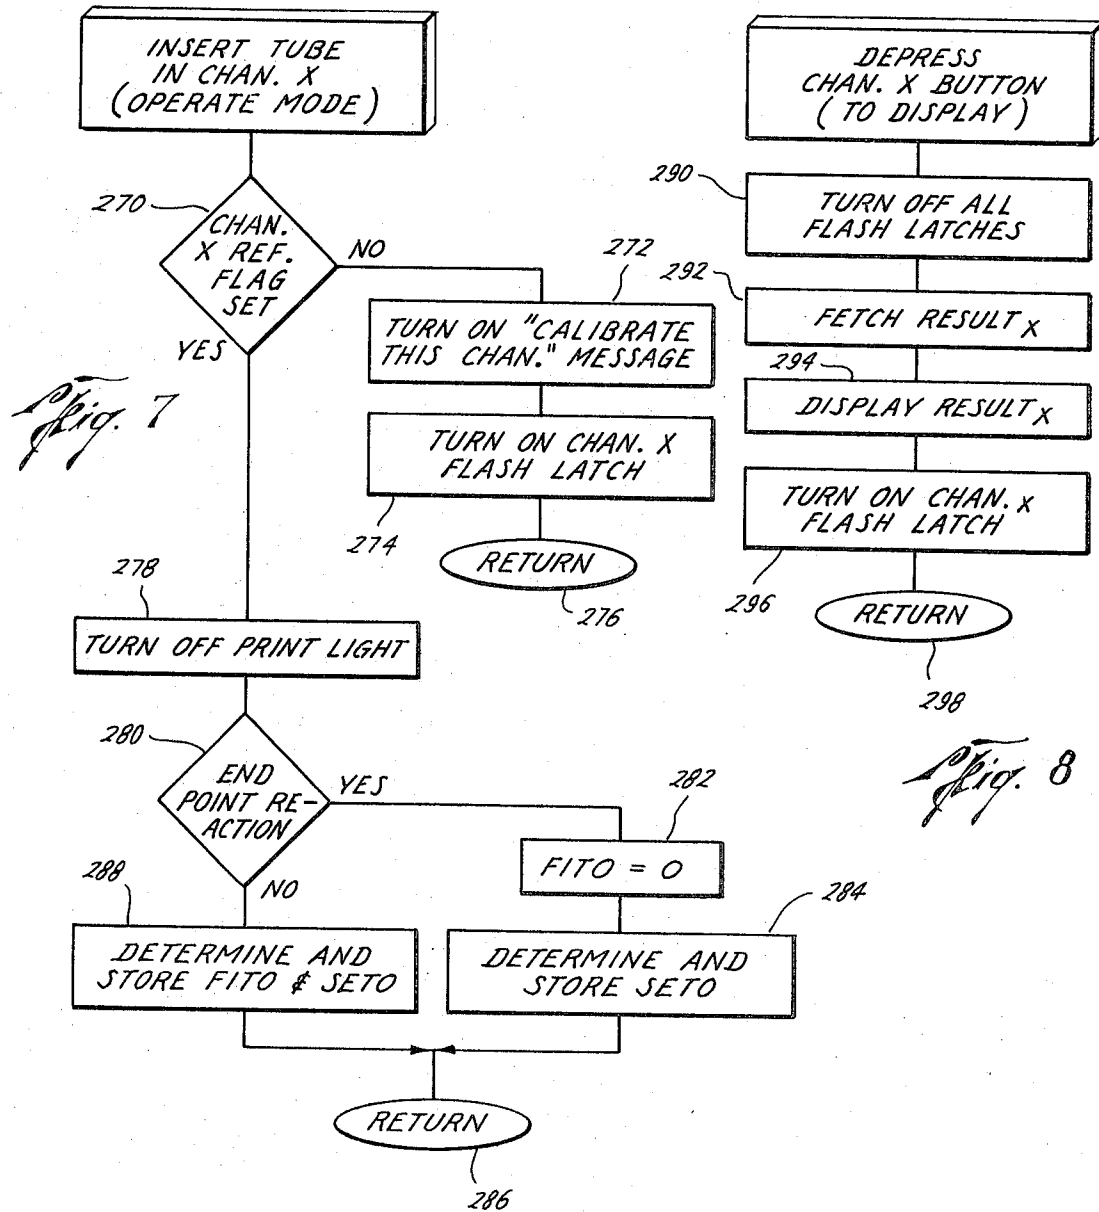 INSERT TUBE
IN CHAN. X
(OPERATE MODE)
270
CHAN.
X REF.
FLAG
SET
NO
YES
272
TURN ON "CALIBRATE
THIS CHAN." MESSAGE
TURN ON CHAN. X
FLASH LATCH
274
RETURN
276
Fig. 7
278
TURN OFF PRINT LIGHT
280
END
POINT RE-
ACTION
YES
NO
282
FITO = O
284
DETERMINE AND
STORE SETO
288
DETERMINE AND
STORE FITO & SETO
RETURN
286
DEPRESS
CHAN. X BUTTON
(TO DISPLAY)
290
TURN OFF ALL
FLASH LATCHES
292
FETCH RESULT X
294
DISPLAY RESULT X
TURN ON CHAN. X
FLASH LATCH
296
RETURN
298
Fig. 8